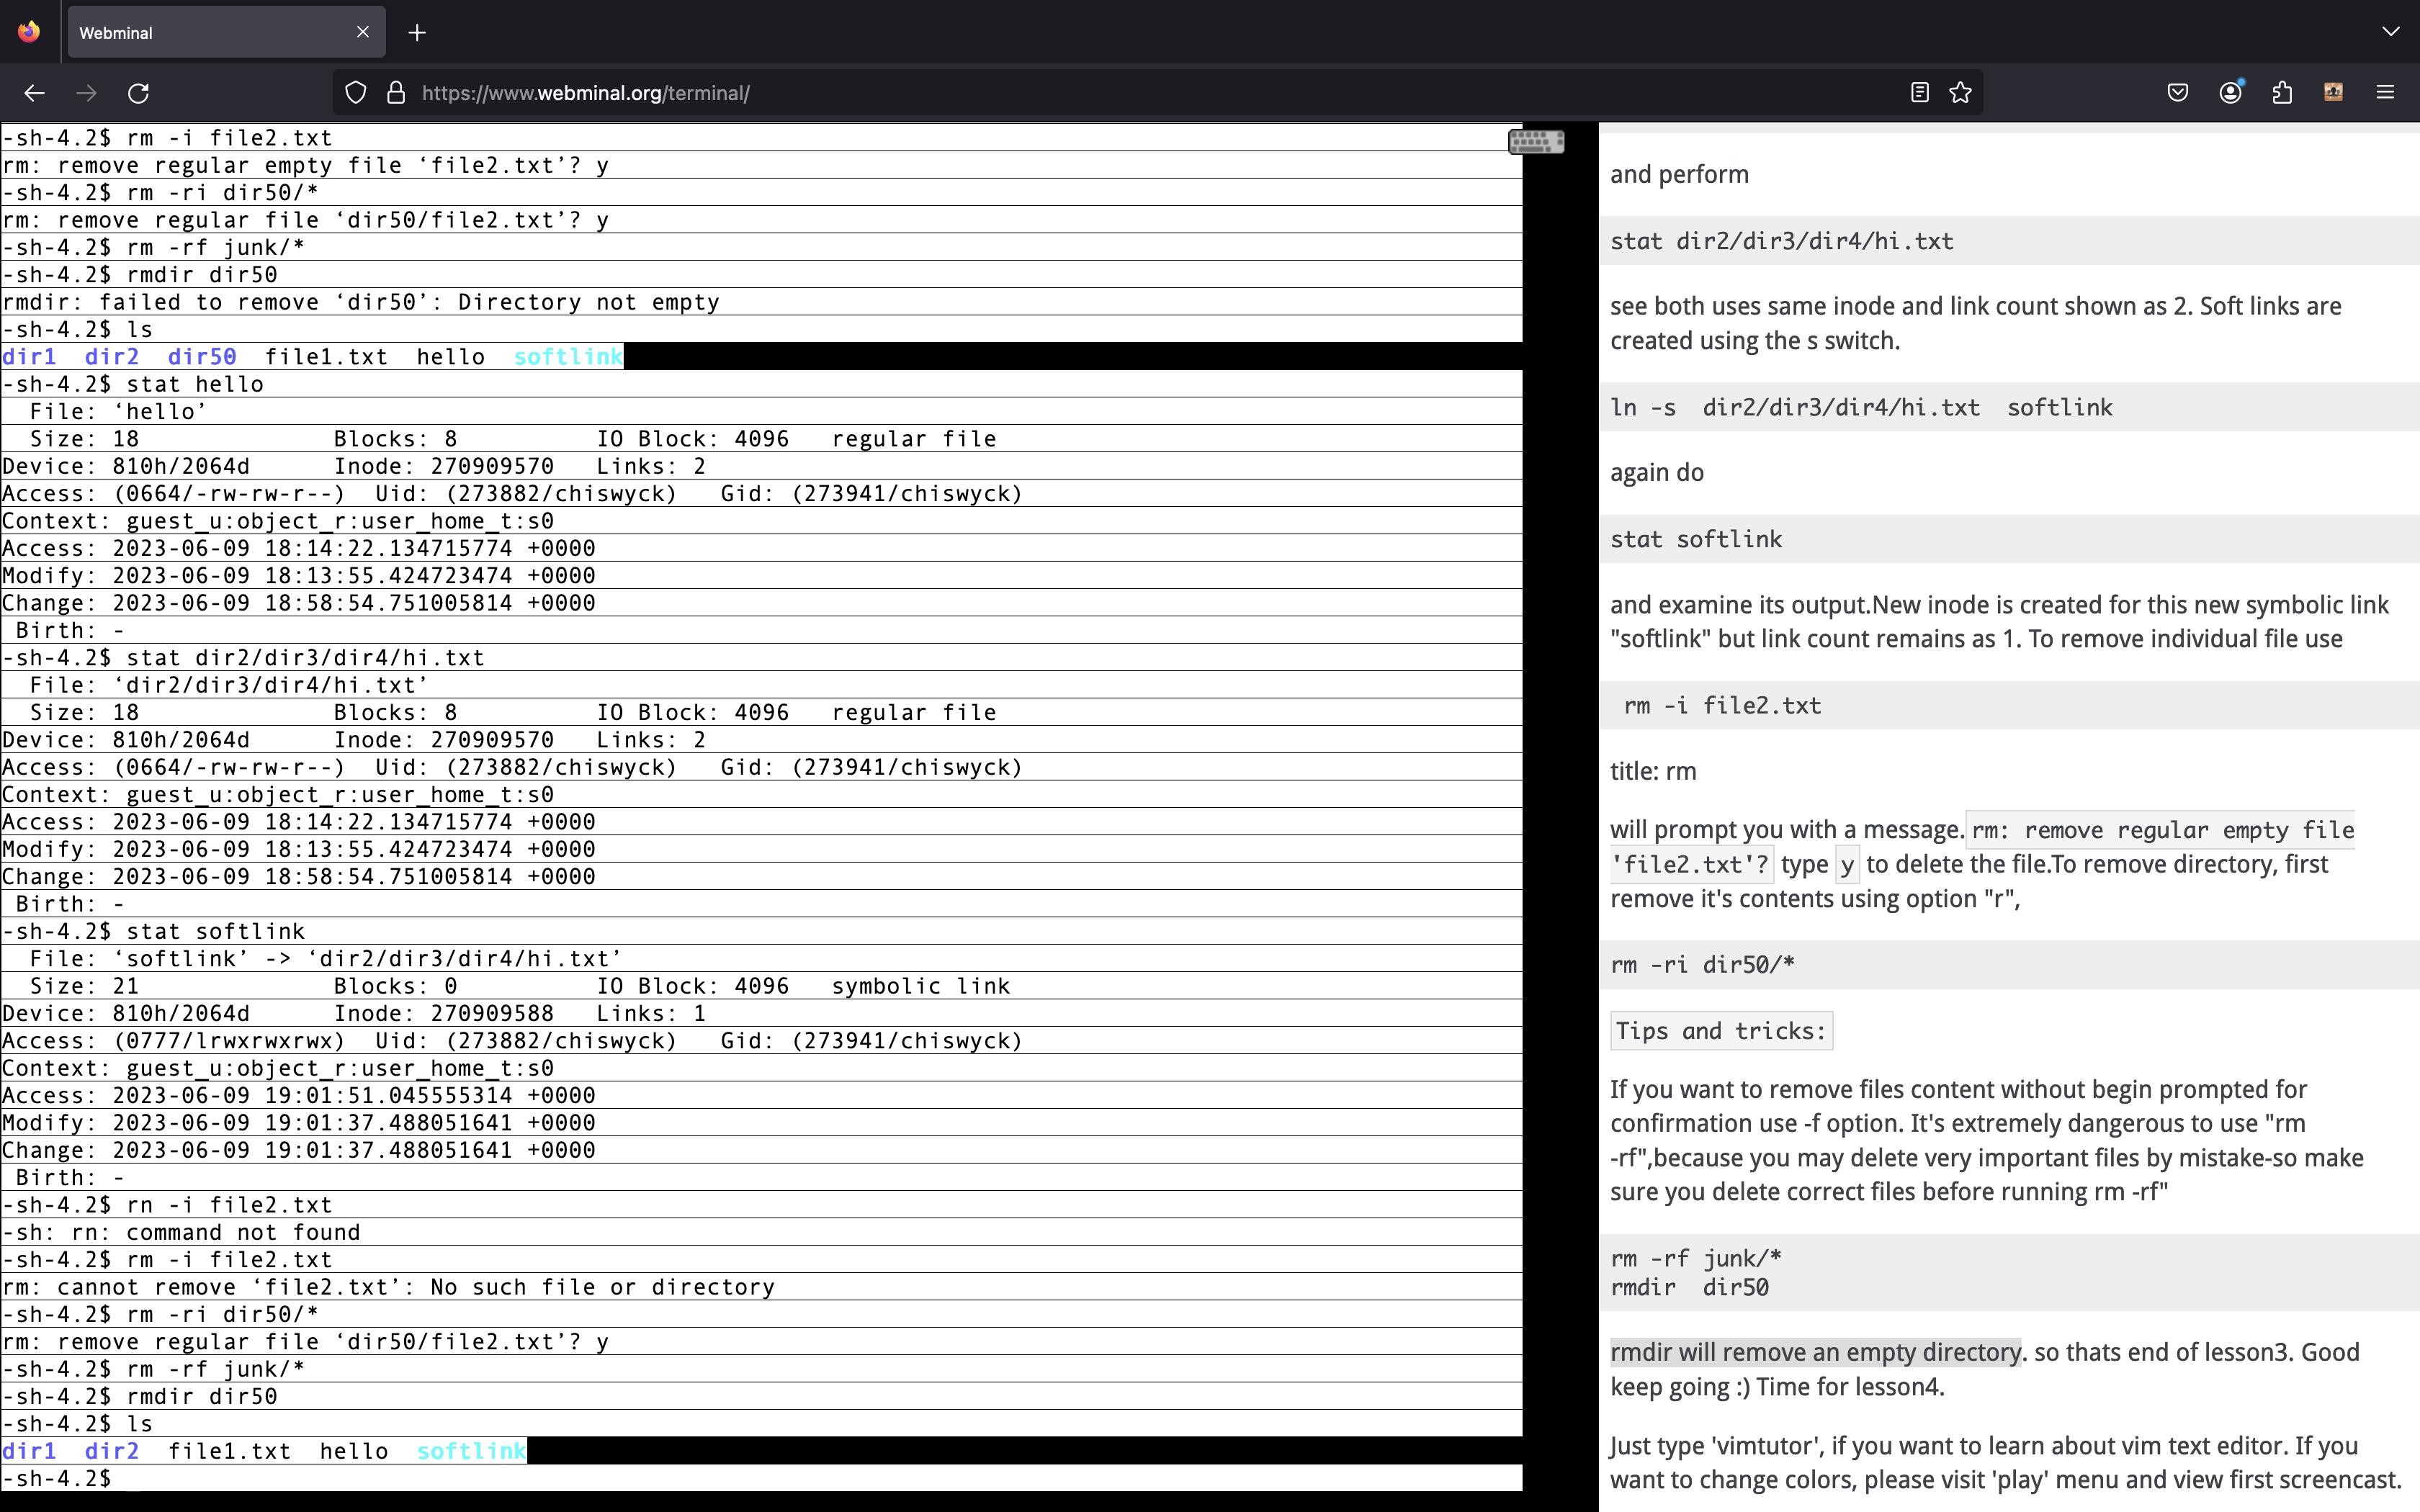 Webminal
https://www.webminal.org/terminal/
-sh-4.2$ rm -i file2.txt
rm: remove regular empty file ‘file2.txt’? y
-sh-4.2$ rm -ri dir50/*
rm: remove regular file ‘dir50/file2.txt’? y
-sh-4.2$ rm -rf junk/*
-sh-4.2$ rmdir dir50
rmdir: failed to remove ‘dir50’: Directory not empty
-sh-4.2$ ls
dir1  dir2  dir50  file1.txt  hello  softlink
-sh-4.2$ stat hello
  File: ‘hello’
  Size: 18              Blocks: 8          IO Block: 4096   regular file
Device: 810h/2064d      Inode: 270909570   Links: 2
Access: (0664/-rw-rw-r--)  Uid: (273882/chiswyck)   Gid: (273941/chiswyck)
Context: guest_u:object_r:user_home_t:s0
Access: 2023-06-09 18:14:22.134715774 +0000
Modify: 2023-06-09 18:13:55.424723474 +0000
Change: 2023-06-09 18:58:54.751005814 +0000
 Birth: -
-sh-4.2$ stat dir2/dir3/dir4/hi.txt
  File: ‘dir2/dir3/dir4/hi.txt’
  Size: 18              Blocks: 8          IO Block: 4096   regular file
Device: 810h/2064d      Inode: 270909570   Links: 2
Access: (0664/-rw-rw-r--)  Uid: (273882/chiswyck)   Gid: (273941/chiswyck)
Context: guest_u:object_r:user_home_t:s0
Access: 2023-06-09 18:14:22.134715774 +0000
Modify: 2023-06-09 18:13:55.424723474 +0000
Change: 2023-06-09 18:58:54.751005814 +0000
 Birth: -
-sh-4.2$ stat softlink
  File: ‘softlink’ -> ‘dir2/dir3/dir4/hi.txt’
  Size: 21              Blocks: 0          IO Block: 4096   symbolic link
Device: 810h/2064d      Inode: 270909588   Links: 1
Access: (0777/lrwxrwxrwx)  Uid: (273882/chiswyck)   Gid: (273941/chiswyck)
Context: guest_u:object_r:user_home_t:s0
Access: 2023-06-09 19:01:51.045555314 +0000
Modify: 2023-06-09 19:01:37.488051641 +0000
Change: 2023-06-09 19:01:37.488051641 +0000
 Birth: -
-sh-4.2$ rn -i file2.txt
-sh: rn: command not found
-sh-4.2$ rm -i file2.txt
rm: cannot remove ‘file2.txt’: No such file or directory
-sh-4.2$ rm -ri dir50/*
rm: remove regular file ‘dir50/file2.txt’? y
-sh-4.2$ rm -rf junk/*
-sh-4.2$ rmdir dir50
-sh-4.2$ ls
dir1  dir2  file1.txt  hello  softlink
-sh-4.2$
and perform
stat dir2/dir3/dir4/hi.txt
see both uses same inode and link count shown as 2. Soft links are
created using the s switch.
ln -s  dir2/dir3/dir4/hi.txt  softlink
again do
stat softlink
and examine its output.New inode is created for this new symbolic link
"softlink" but link count remains as 1. To remove individual file use
rm -i file2.txt
title: rm
will prompt you with a message. rm: remove regular empty file
'file2.txt'? type y to delete the file.To remove directory, first
remove it's contents using option "r",
rm -ri dir50/*
Tips and tricks:
If you want to remove files content without begin prompted for
confirmation use -f option. It's extremely dangerous to use "rm
-rf",because you may delete very important files by mistake-so make
sure you delete correct files before running rm -rf"
rm -rf junk/*
rmdir  dir50
rmdir will remove an empty directory. so thats end of lesson3. Good
keep going :) Time for lesson4.
Just type 'vimtutor', if you want to learn about vim text editor. If you
want to change colors, please visit 'play' menu and view first screencast.